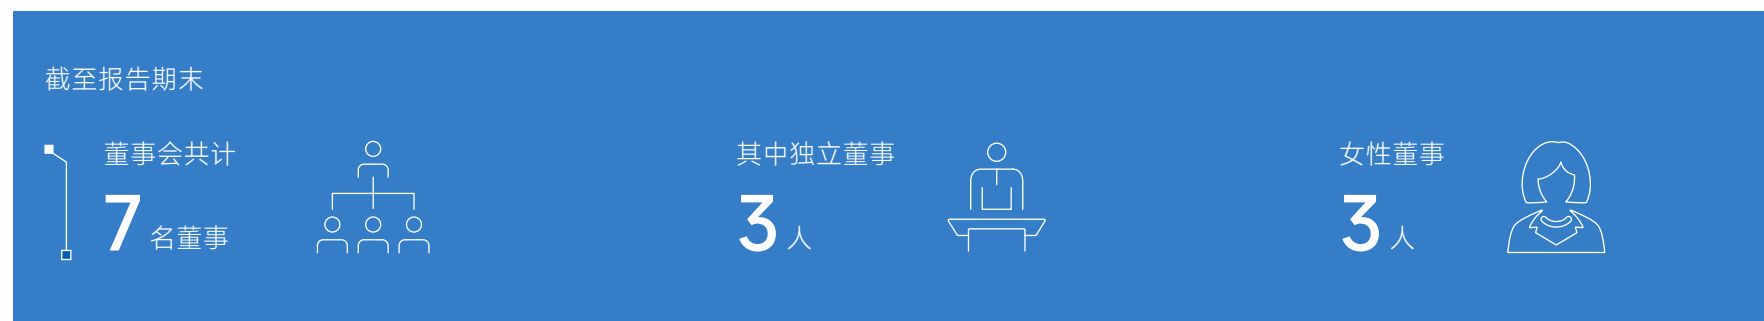 截至报告期末
董事会共计
7 名董事
其中独立董事
3 人
女性董事
3 人